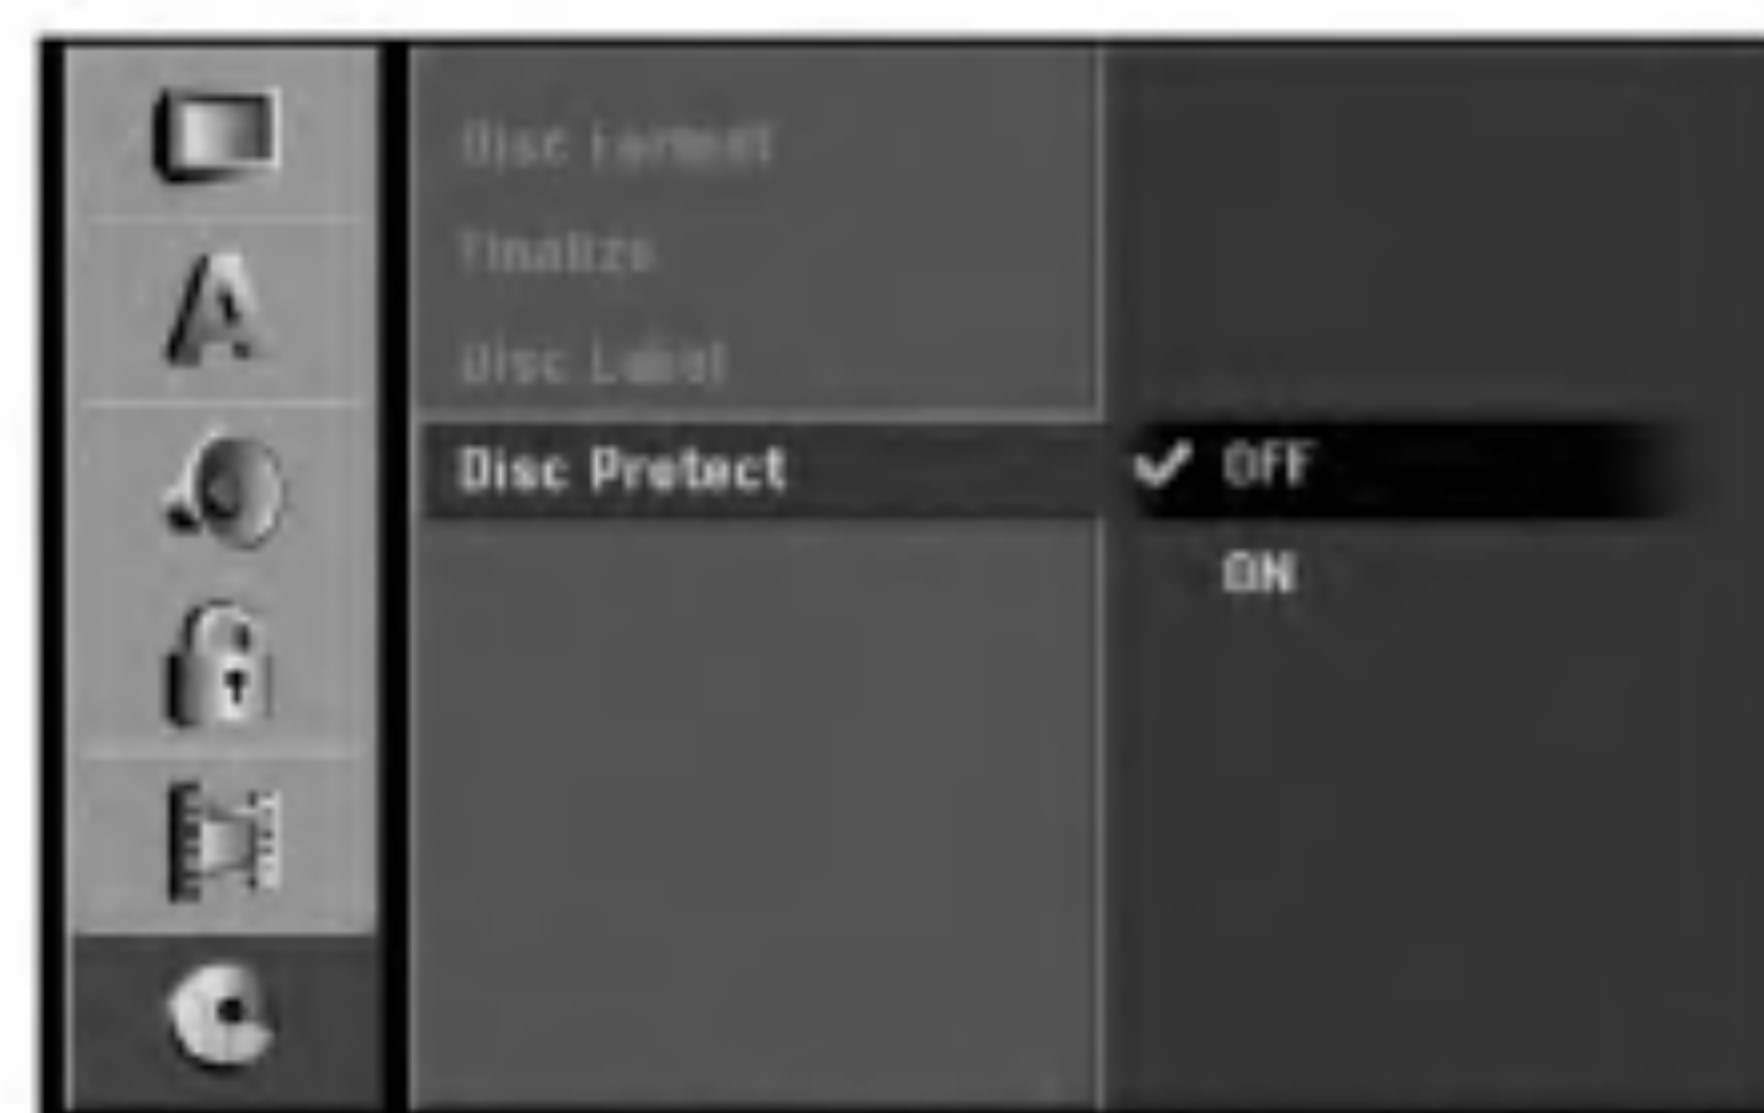 Disc Format
Finalize
Disc Label
Disc Protect
✔ OFF
ON